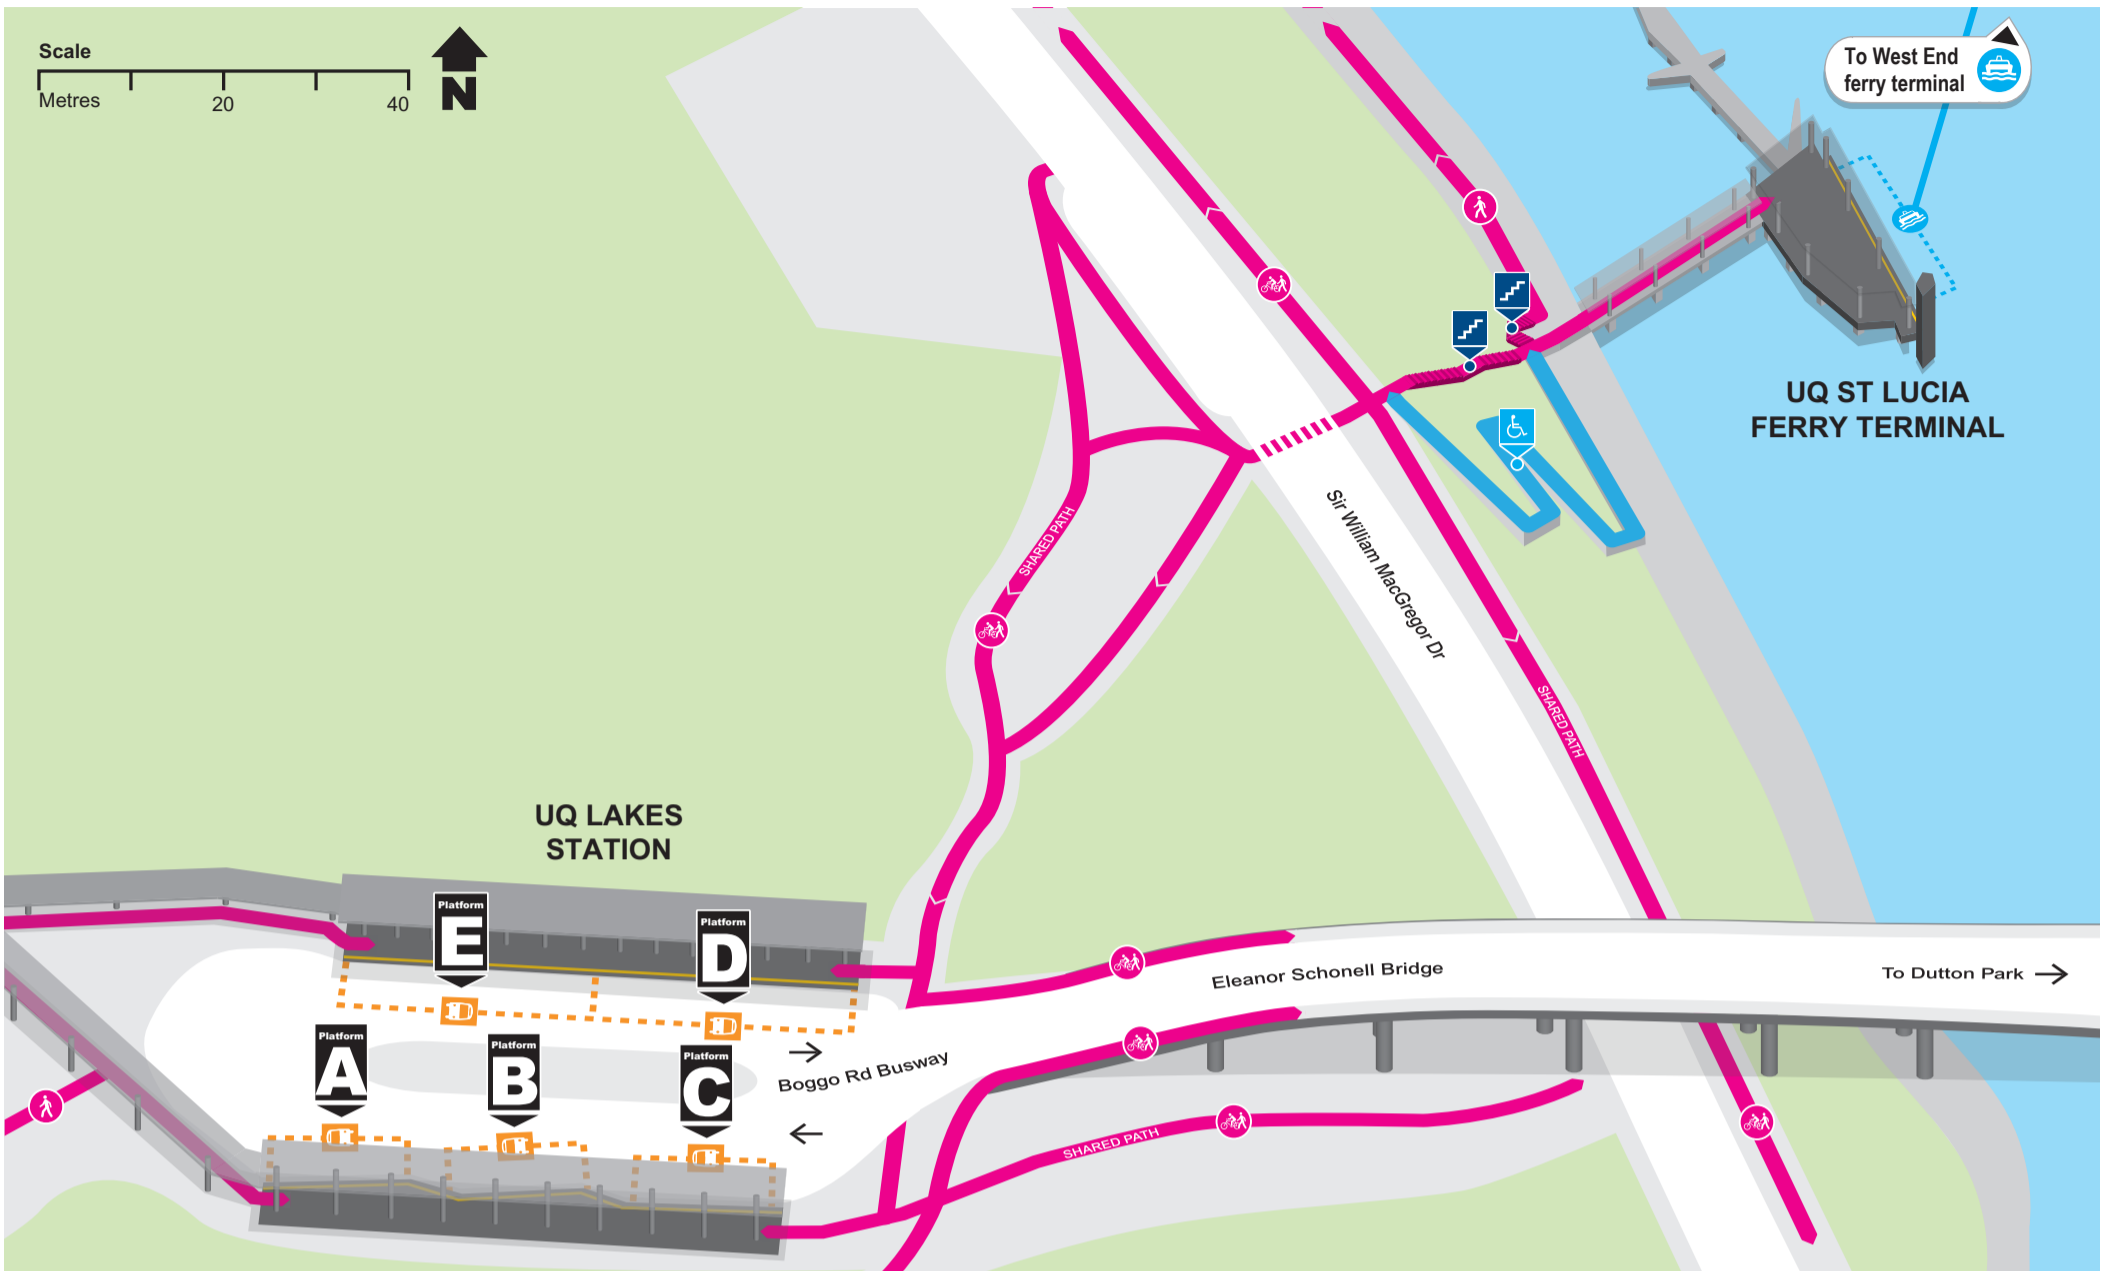 Scale
Metres
20
40
N
To West End
ferry terminal
UQ ST LUCIA
FERRY TERMINAL
Sir William MacGregor Dr
SHARED PATH
SHARED PATH
UQ LAKES
STATION
Platform
E
Platform
D
Eleanor Schonell Bridge
To Dutton Park
Platform
A
Platform
B
Platform
C
Boggo Rd Busway
SHARED PATH